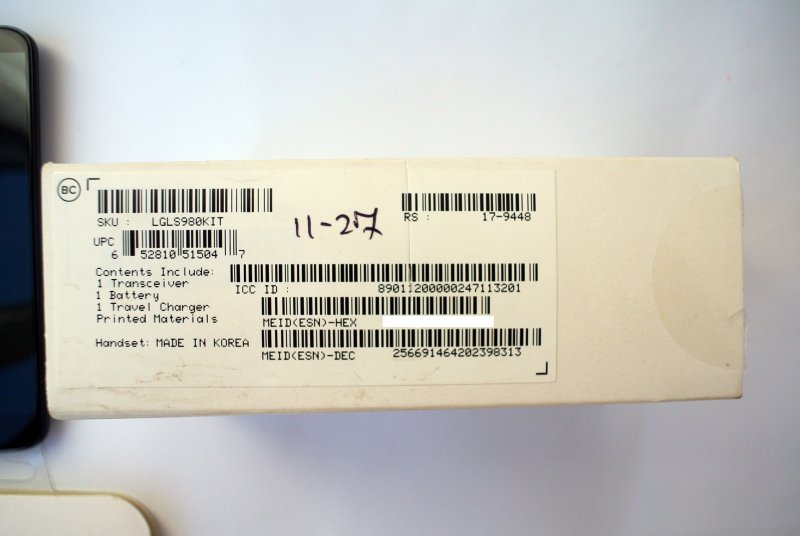 BC
SKU : LGLS980KIT
11-27
RS : 17-9448
UPC
6 52810 51504 7
Contents Include:
1 Transceiver
1 Battery
1 Travel Charger
Printed Materials
Handset: MADE IN KOREA
ICC ID : 89011200000247113201
MEID(ESN)-HEX
MEID(ESN)-DEC 256691464202398313